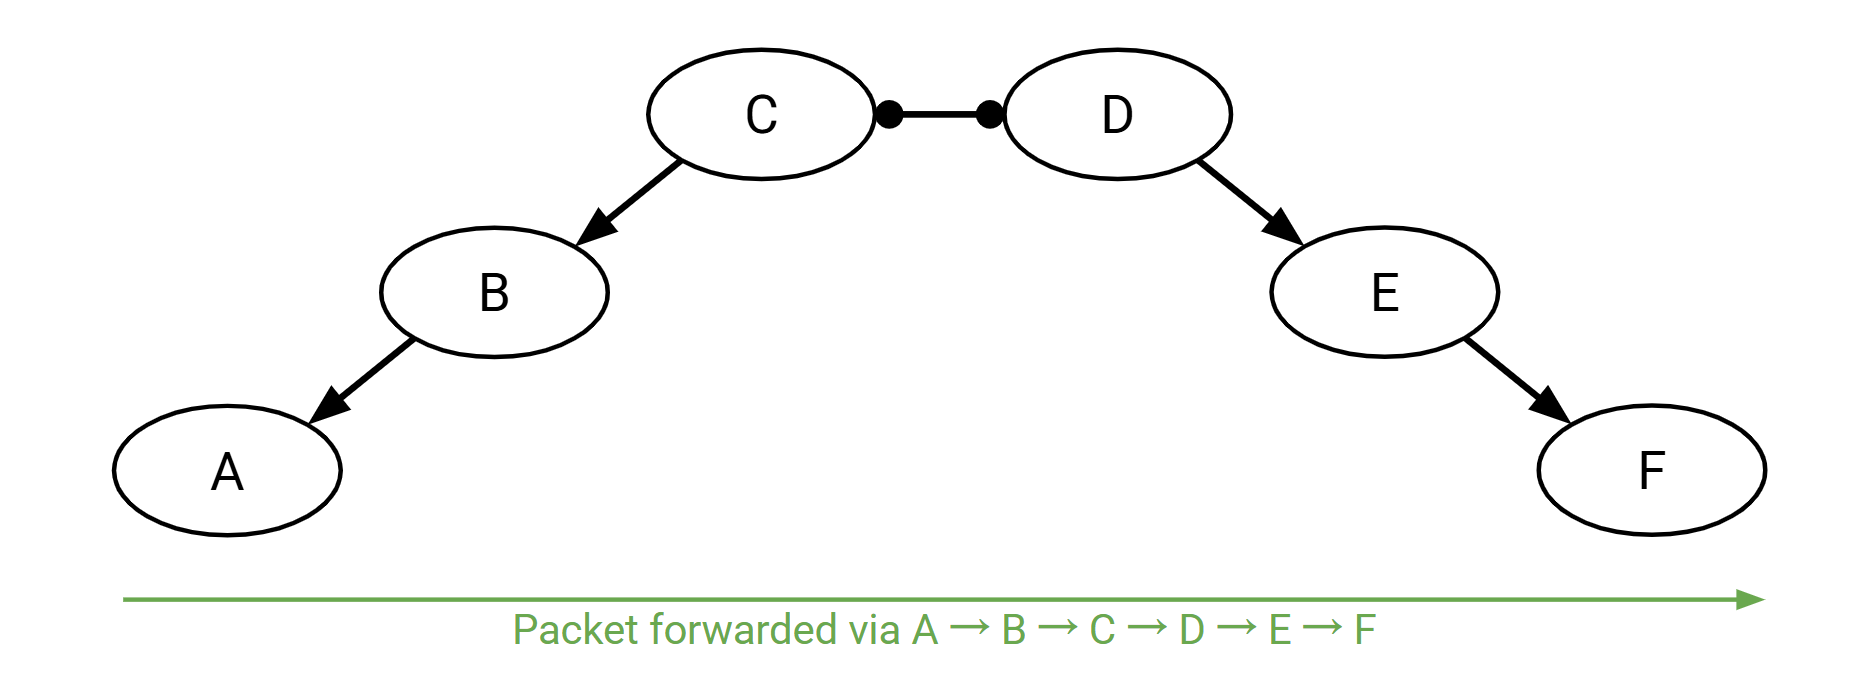 C
D
B
E
A
F
Packet forwarded via A → B → C → D → E → F